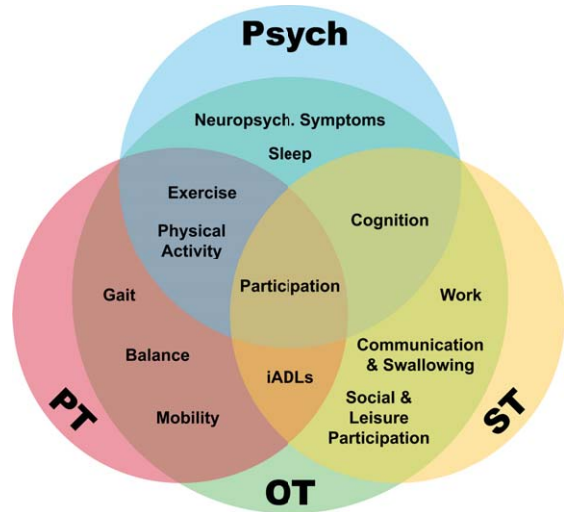 Psych
Neuropsych. Symptoms
Sleep
Exercise
Physical
Activity
Cognition
Gait
Participation
Work
Balance
iADLs
Communication
& Swallowing
Mobility
Social &
Leisure
Participation
PT
OT
ST